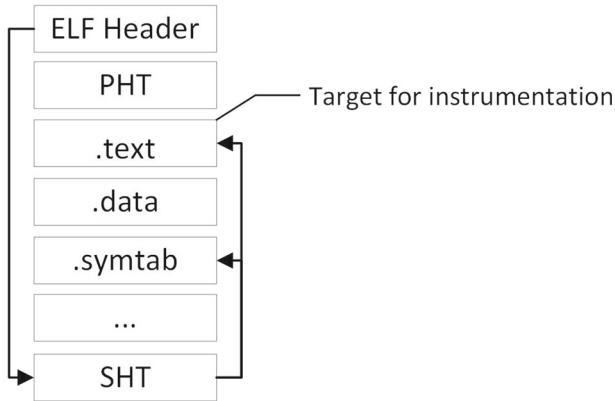 ELF Header
PHT
Target for instrumentation
.text
.data
.symtab
...
SHT